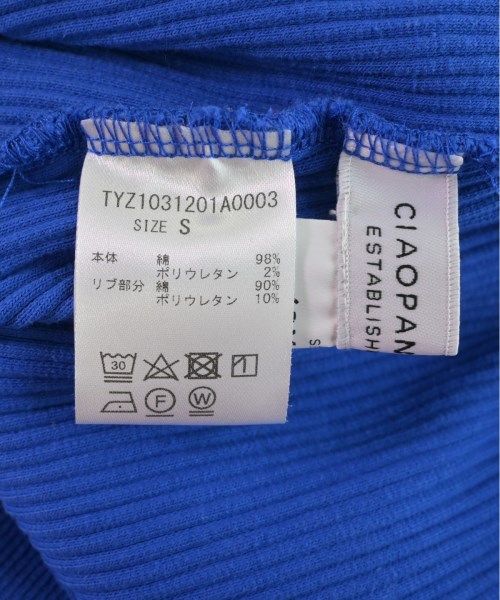 TYZ1031201A0003
SIZE S
本体 綿 98%
ポリウレタン 2%
リブ部分 綿 90%
ポリウレタン 10%
30
F
W
CIAOPAN
ESTABLISH
S